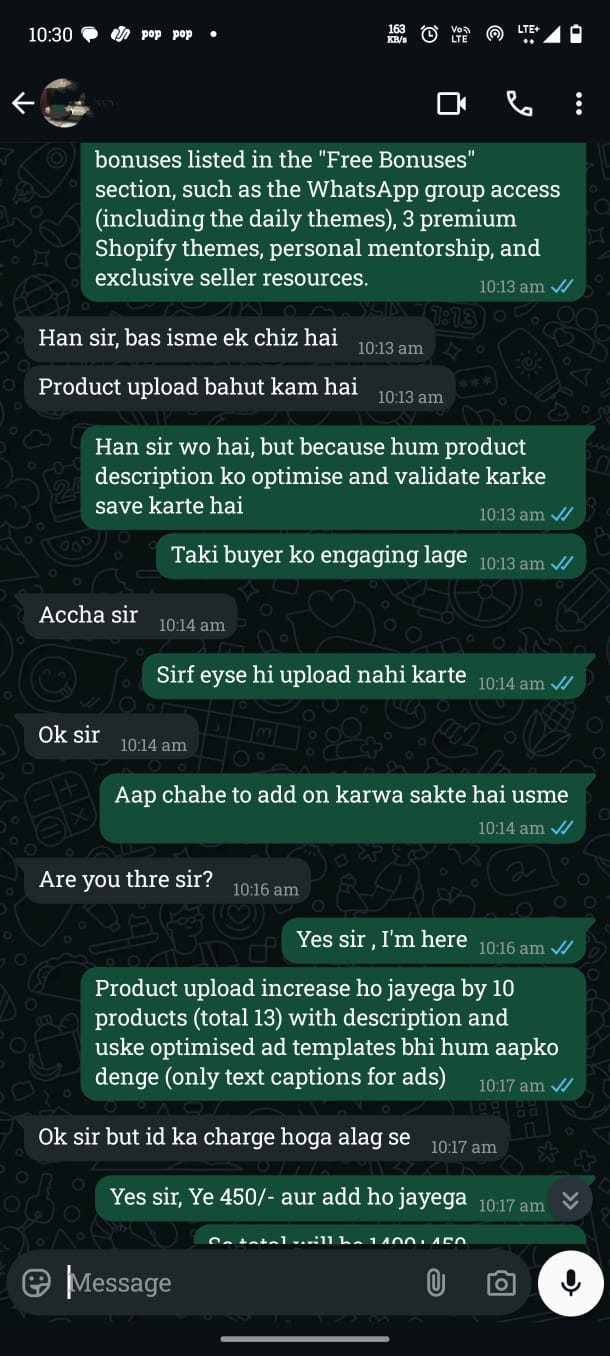 10:30 pop pop 163 KB/s Vo) LTE LTE+
bonuses listed in the "Free Bonuses"
section, such as the WhatsApp group access
(including the daily themes), 3 premium
Shopify themes, personal mentorship, and
exclusive seller resources. 10:13 am
Han sir, bas isme ek chiz hai 10:13 am
Product upload bahut kam hai 10:13 am
Han sir wo hai, but because hum product
description ko optimise and validate karke
save karte hai 10:13 am
Taki buyer ko engaging lage 10:13 am
Accha sir 10:14 am
Sirf eyse hi upload nahi karte 10:14 am
Ok sir 10:14 am
Aap chahe to add on karwa sakte hai usme
10:14 am
Are you thre sir? 10:16 am
Yes sir , I'm here 10:16 am
Product upload increase ho jayega by 10
products (total 13) with description and
uske optimised ad templates bhi hum aapko
denge (only text captions for ads) 10:17 am
Ok sir but id ka charge hoga alag se 10:17 am
Yes sir, Ye 450/- aur add ho jayega 10:17 am
So total will be
Message